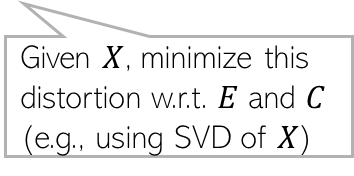 Given X, minimize this
distortion w.r.t. E and C
(e.g., using SVD of X)